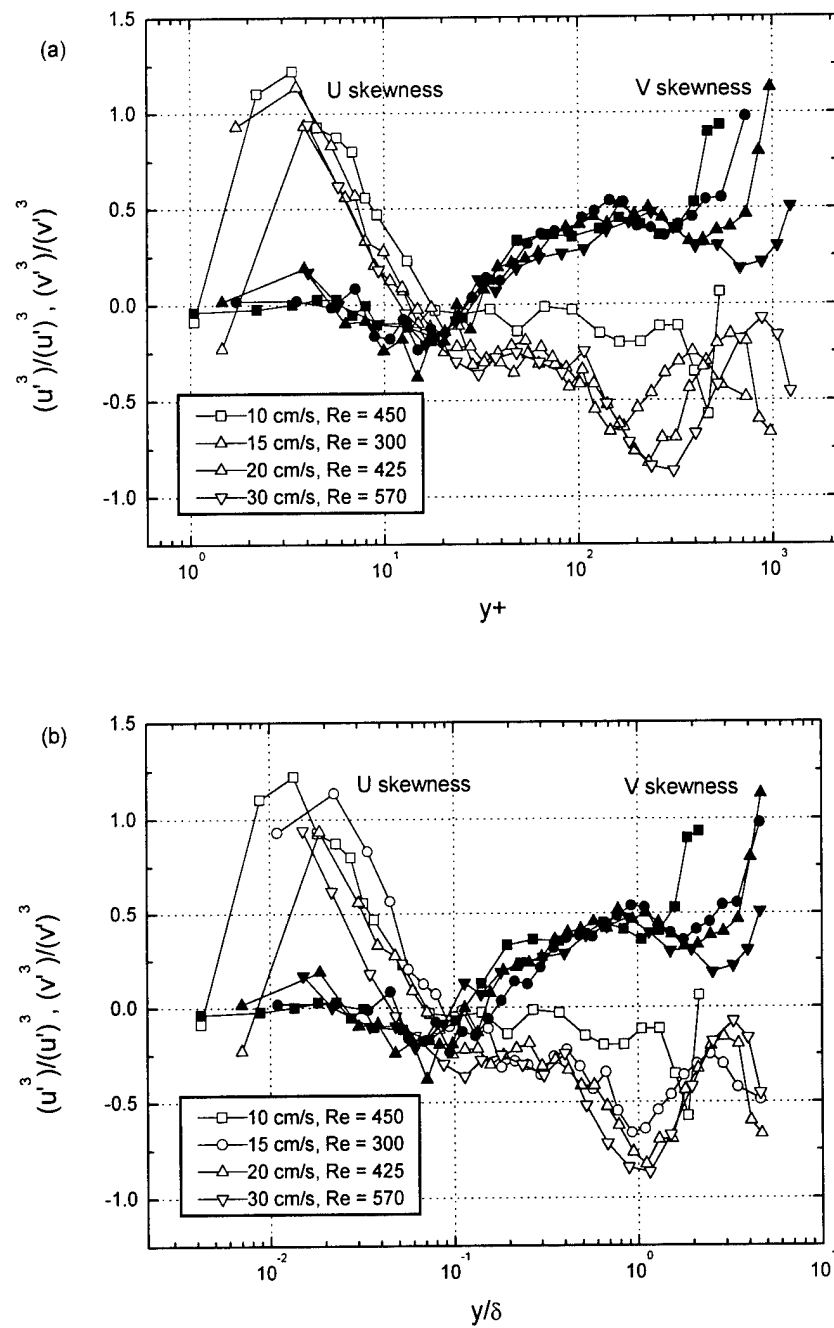 (a)
1.5
1.0
0.5
0.0
-0.5
-1.0
(u'³)/(u')³, (v'³)/(v')³
U skewness
V skewness
10 cm/s, Re = 450
15 cm/s, Re = 300
20 cm/s, Re = 425
30 cm/s, Re = 570
10⁰ 10¹ 10² 10³
y+
(b)
1.5
1.0
0.5
0.0
-0.5
-1.0
(u'³)/(u')³, (v'³)/(v')³
U skewness
V skewness
10 cm/s, Re = 450
15 cm/s, Re = 300
20 cm/s, Re = 425
30 cm/s, Re = 570
10⁻² 10⁻¹ 10⁰ 10¹
y/δ